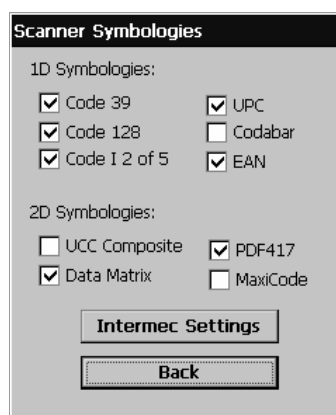 Scanner Symbologies
1D Symbologies:
Code 39
UPC
Code 128
Codabar
Code I 2 of 5
EAN
2D Symbologies:
UCC Composite
PDF417
Data Matrix
MaxiCode
Intermec Settings
Back